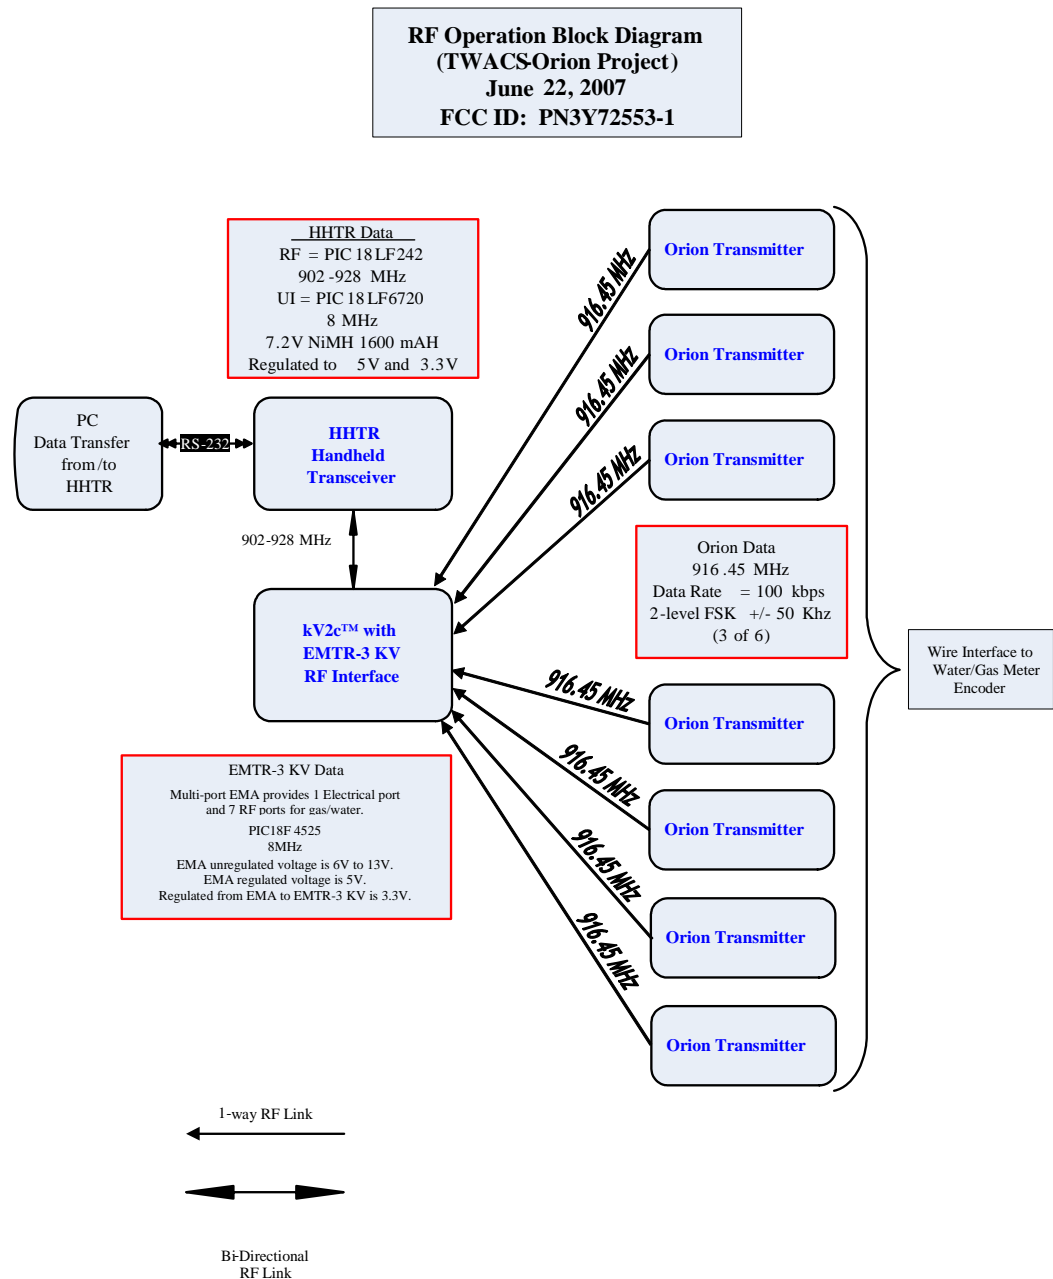 RF Operation Block Diagram
(TWACS-Orion Project)
June 22, 2007
FCC ID: PN3Y72553-1
HHTR Data
RF = PIC 18LF242
902-928 MHz
UI = PIC 18LF6720
8 MHz
7.2V NiMH 1600 mAH
Regulated to 5V and 3.3V
PC
Data Transfer
from/to
HHTR
RS-232
HHTR
Handheld
Transceiver
902-928 MHz
kV2c™ with
EMTR-3 KV
RF Interface
EMTR-3 KV Data
Multi-port EMA provides 1 Electrical port
and 7 RF ports for gas/water.
PIC18F4525
8MHz
EMA unregulated voltage is 6V to 13V.
EMA regulated voltage is 5V.
Regulated from EMA to EMTR-3 KV is 3.3V.
916.45 MHz
Orion Transmitter
916.45 MHz
Orion Transmitter
916.45 MHz
Orion Transmitter
Orion Data
916.45 MHz
Data Rate = 100 kbps
2-level FSK +/- 50 Khz
(3 of 6)
Wire Interface to
Water/Gas Meter
Encoder
916.45 MHz
Orion Transmitter
916.45 MHz
Orion Transmitter
916.45 MHz
Orion Transmitter
916.45 MHz
Orion Transmitter
1-way RF Link
Bi-Directional
RF Link